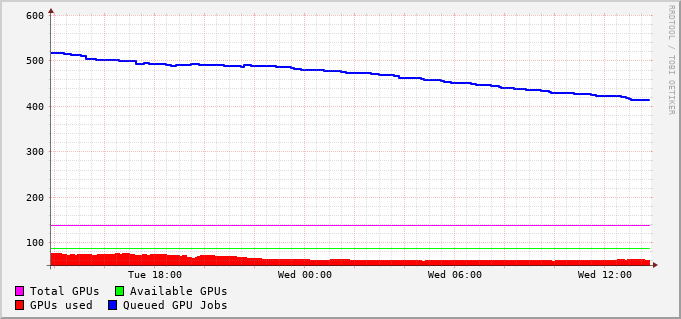 RRDTOOL / TOBI OETIKER
600
500
400
300
200
100
Tue 18:00 Wed 00:00 Wed 06:00 Wed 12:00
Total GPUs Available GPUs
GPUs used Queued GPU Jobs